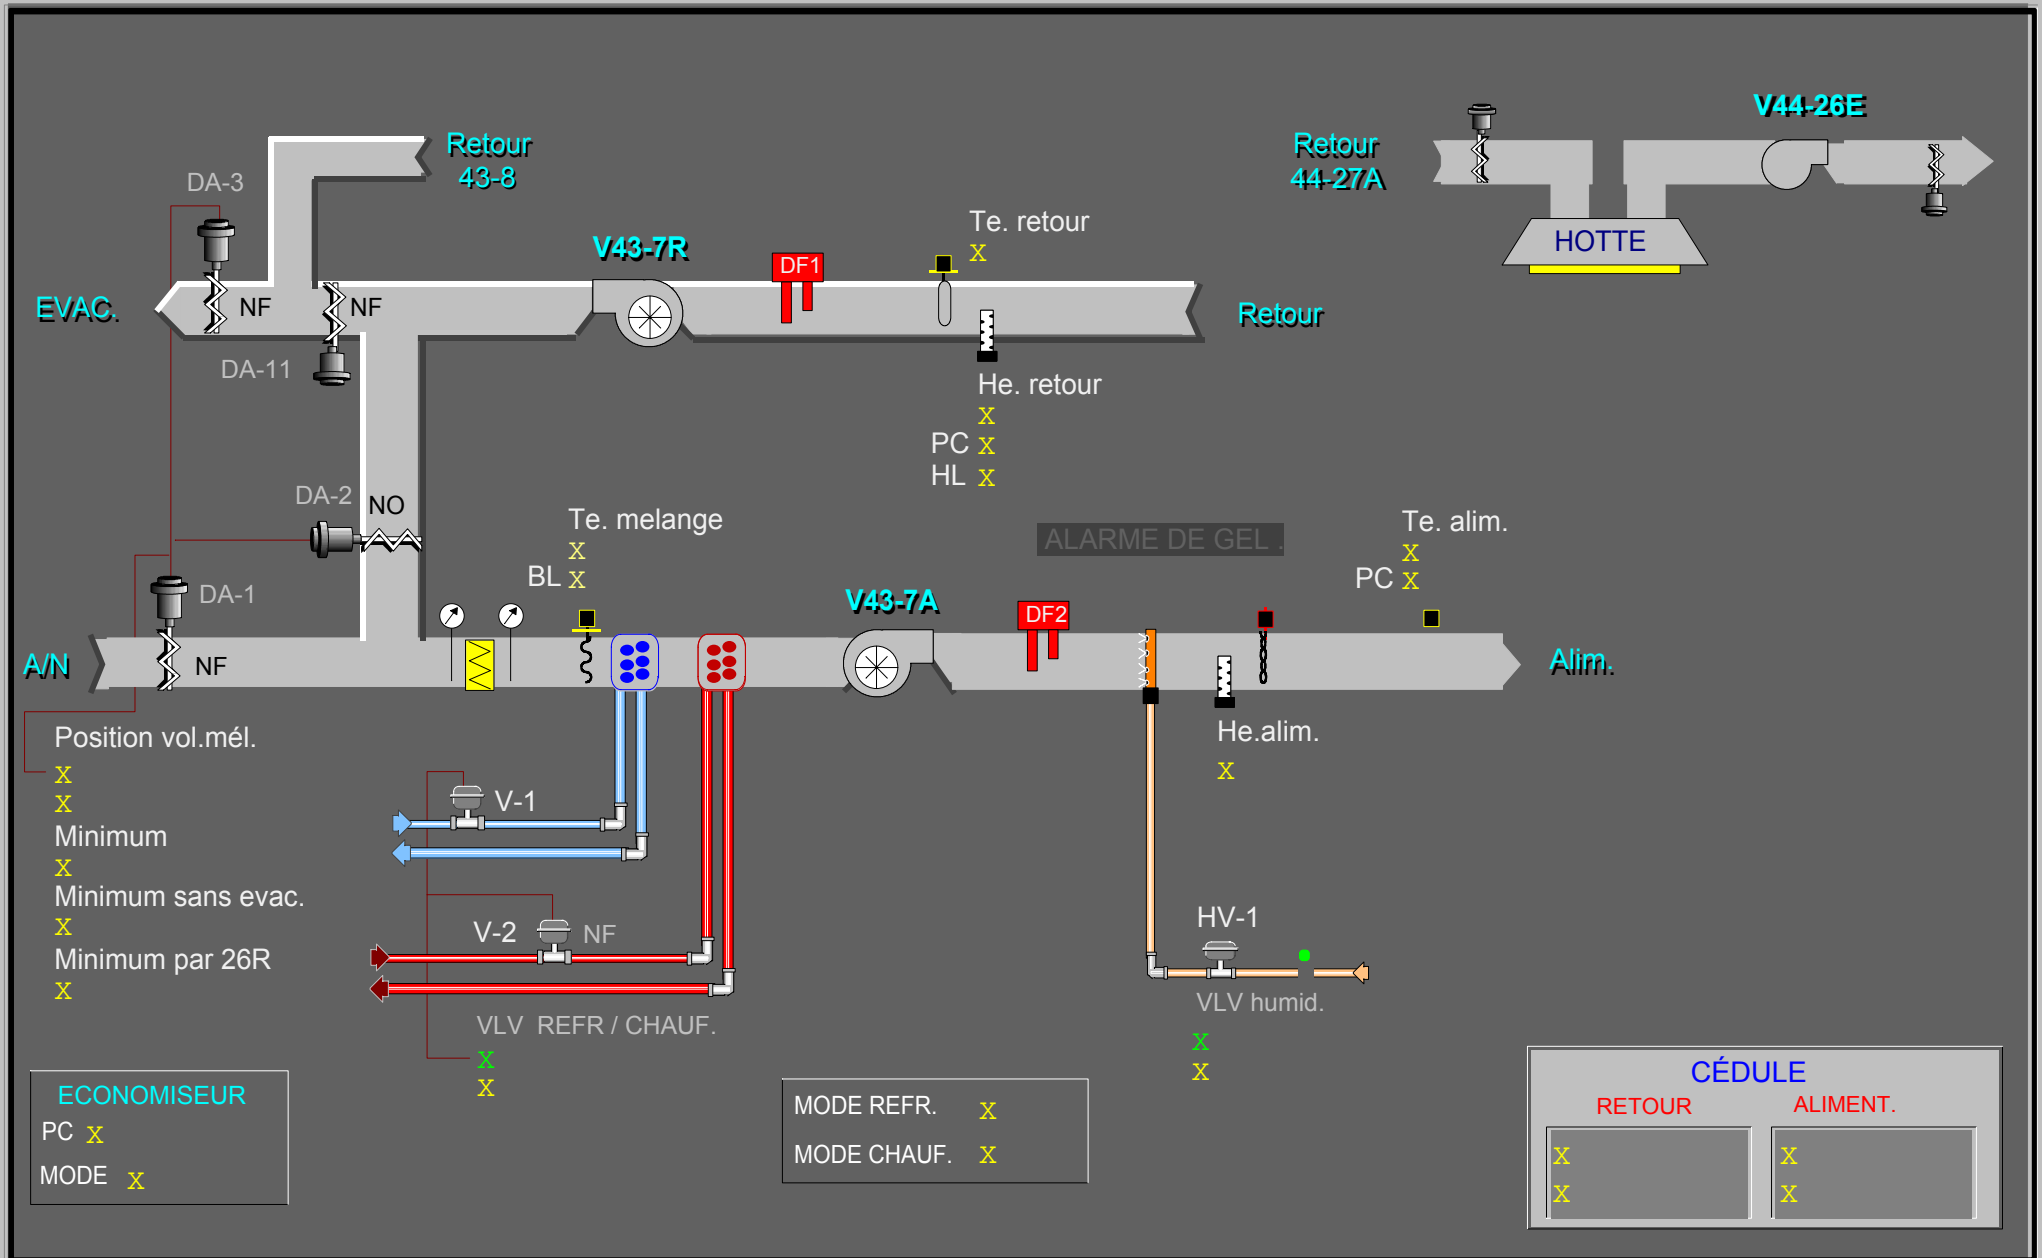 V44-26E
Retour
43-8
Retour
44-27A
DA-3
Te. retour
X
V43-7R
HOTTE
DF1
EVAC.
NF
NF
Retour
DA-11
He. retour
X
PC X
HL X
DA-2
NO
Te. melange
X
BL X
ALARME DE GEL .
Te. alim.
X
PC X
DA-1
V43-7A
DF2
A/N
NF
Alim.
Position vol.mél.
X
X
He.alim.
X
V-1
Minimum
X
Minimum sans evac.
X
V-2
NF
HV-1
Minimum par 26R
X
VLV humid.
X
X
VLV REFR / CHAUF.
X
X
ECONOMISEUR
PC X
MODE X
MODE REFR. X
MODE CHAUF. X
CÉDULE
RETOUR
ALIMENT.
X
X
X
X